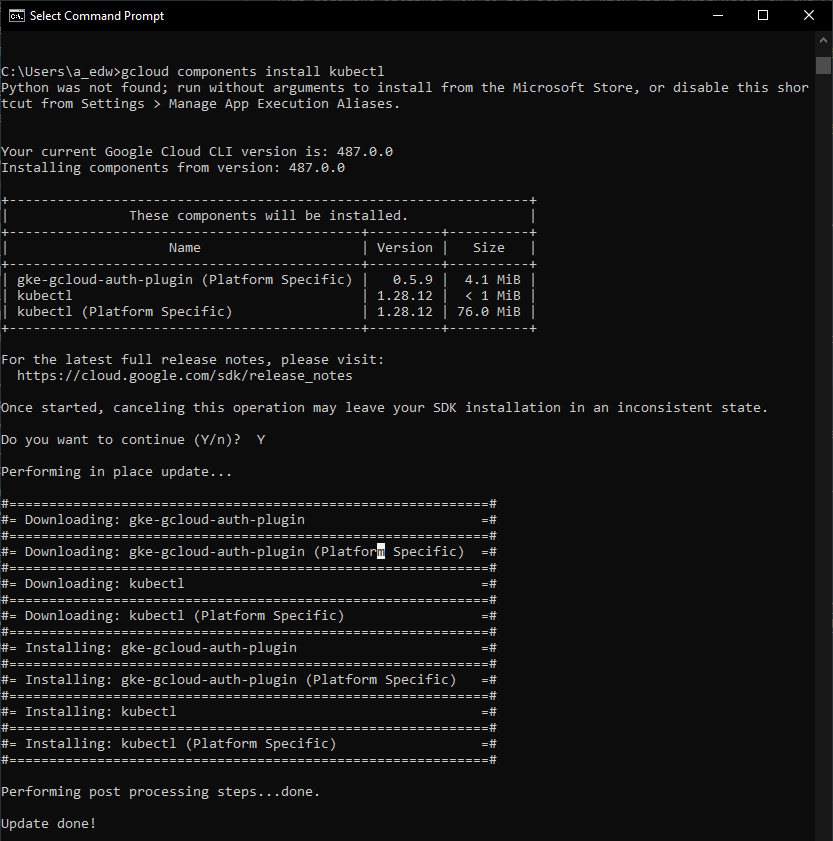 Select Command Prompt
C:\Users\a_edw>gcloud components install kubectl
Python was not found; run without arguments to install from the Microsoft Store, or disable this shor
tcut from Settings > Manage App Execution Aliases.
Your current Google Cloud CLI version is: 487.0.0
Installing components from version: 487.0.0
+-----------------------------------------------------------------+
|               These components will be installed.               |
+--------------------------------------------+---------+----------+
|                    Name                    | Version |   Size   |
+--------------------------------------------+---------+----------+
| gke-gcloud-auth-plugin (Platform Specific) |   0.5.9 |  4.1 MiB |
| kubectl                                    | 1.28.12 |  < 1 MiB |
| kubectl (Platform Specific)                | 1.28.12 | 76.0 MiB |
+--------------------------------------------+---------+----------+
For the latest full release notes, please visit:
  https://cloud.google.com/sdk/release_notes
Once started, canceling this operation may leave your SDK installation in an inconsistent state.
Do you want to continue (Y/n)?  Y
Performing in place update...
#============================================================#
#= Downloading: gke-gcloud-auth-plugin                      =#
#============================================================#
#= Downloading: gke-gcloud-auth-plugin (Platform Specific)  =#
#============================================================#
#= Downloading: kubectl                                     =#
#============================================================#
#= Downloading: kubectl (Platform Specific)                 =#
#============================================================#
#= Installing: gke-gcloud-auth-plugin                       =#
#============================================================#
#= Installing: gke-gcloud-auth-plugin (Platform Specific)   =#
#============================================================#
#= Installing: kubectl                                      =#
#============================================================#
#= Installing: kubectl (Platform Specific)                  =#
#============================================================#
Performing post processing steps...done.
Update done!